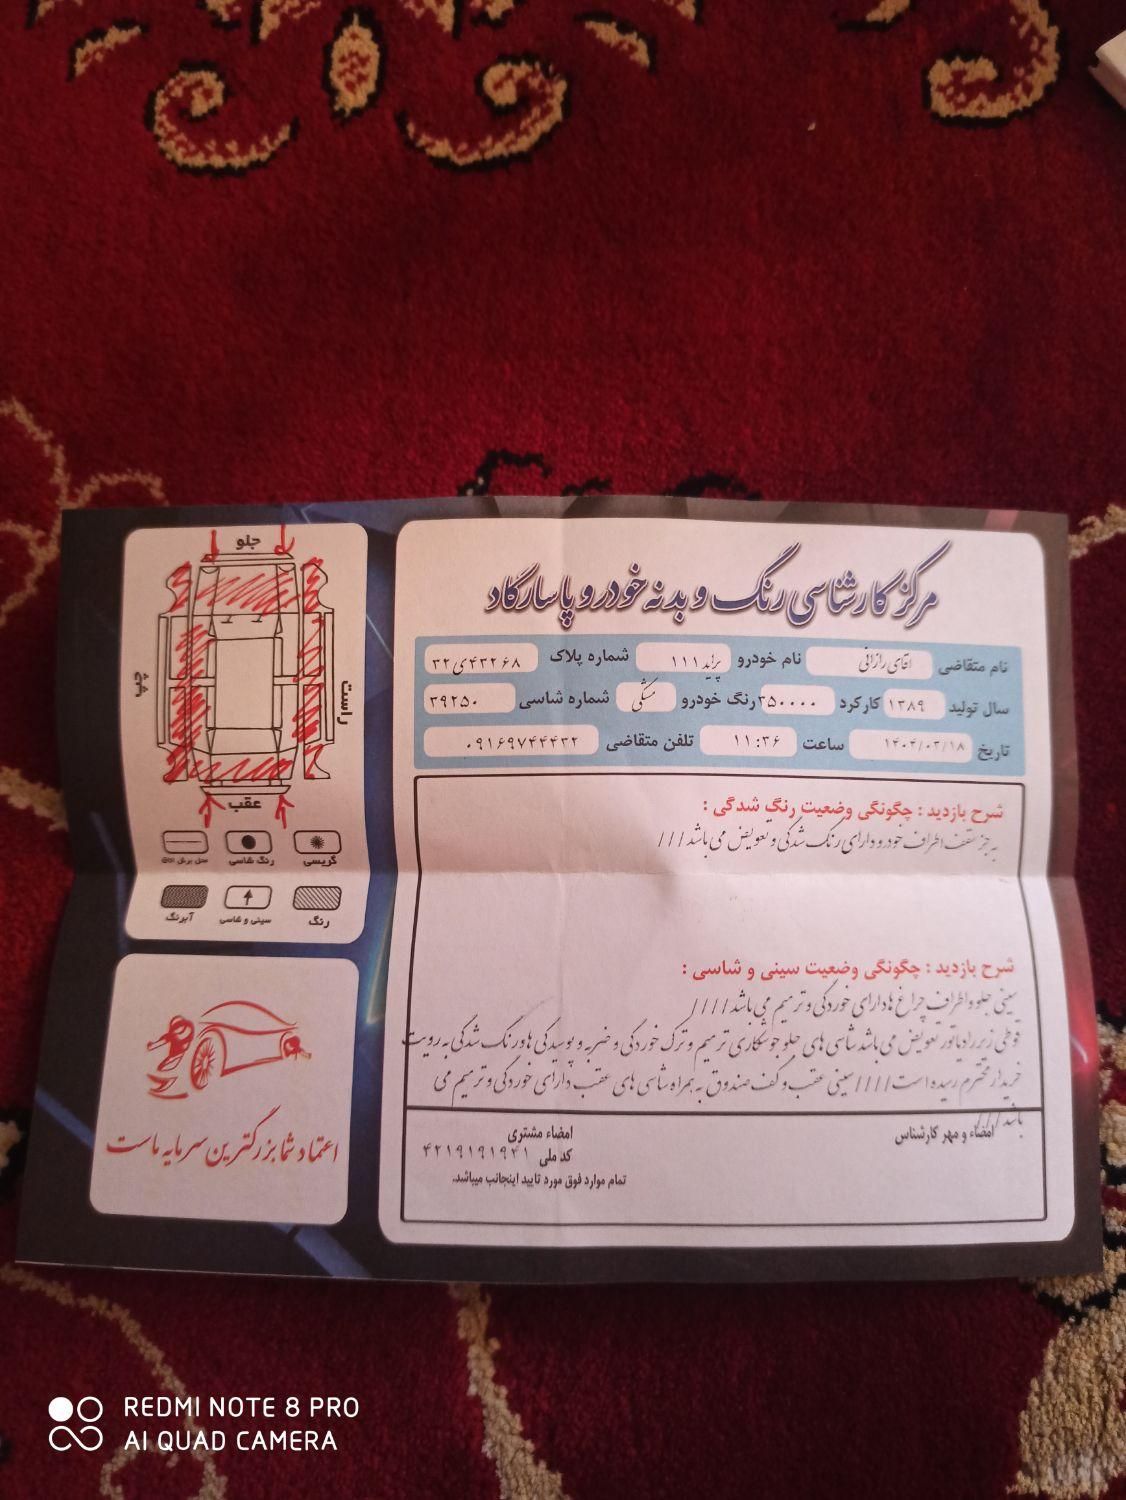 مرکز کارشناسی رنگ و بدنه خودرو پاسارگاد
نام متقاضی اقای رازانی نام خودرو پراید ۱۱۱ شماره پلاک ۴۳۲۶۸ی۳۲
سال تولید ۱۳۸۹ کارکرد ۳۵۰۰۰۰ رنگ خودرو مشکی شماره شاسی ۳۹۲۵۰
تاریخ ۱۴۰۴/۰۳/۱۸ ساعت ۱۱:۳۶ تلفن متقاضی ۰۹۱۶۹۷۴۴۴۳۲
شرح بازدید : چگونگی وضعیت رنگ شدگی :
به جز سقف اطراف خودرو دارای رنگ شدگی و تعویض می باشد ///
شرح بازدید : چگونگی وضعیت سینی و شاسی :
سینی جلو و اطراف چراغ ها دارای خوردگی و ترمیم می باشد ////
قوطی زیر رادیاتور تعویض می باشد شاسی های جلو جوشکاری ترمیم و ترک خوردگی و ضربه و پوسیدگی ها و رنگ شدگی به رویت
خریدار محترم رسیده است //// سینی عقب و کف صندوق به همراه شاسی های عقب دارای خوردگی و ترمیم می
باشد ///
امضاء و مهر کارشناس
امضاء مشتری
کد ملی ۴۲۱۹۱۹۱۹۴۱
تمام موارد فوق مورد تایید اینجانب میباشد.
جلو
راست
چپ
عقب
گریسی
رنگ شاسی
رنگ
سینی و شاسی
آبرنگ
اعتماد شما بزرگترین سرمایه ماست
REDMI NOTE 8 PRO
AI QUAD CAMERA